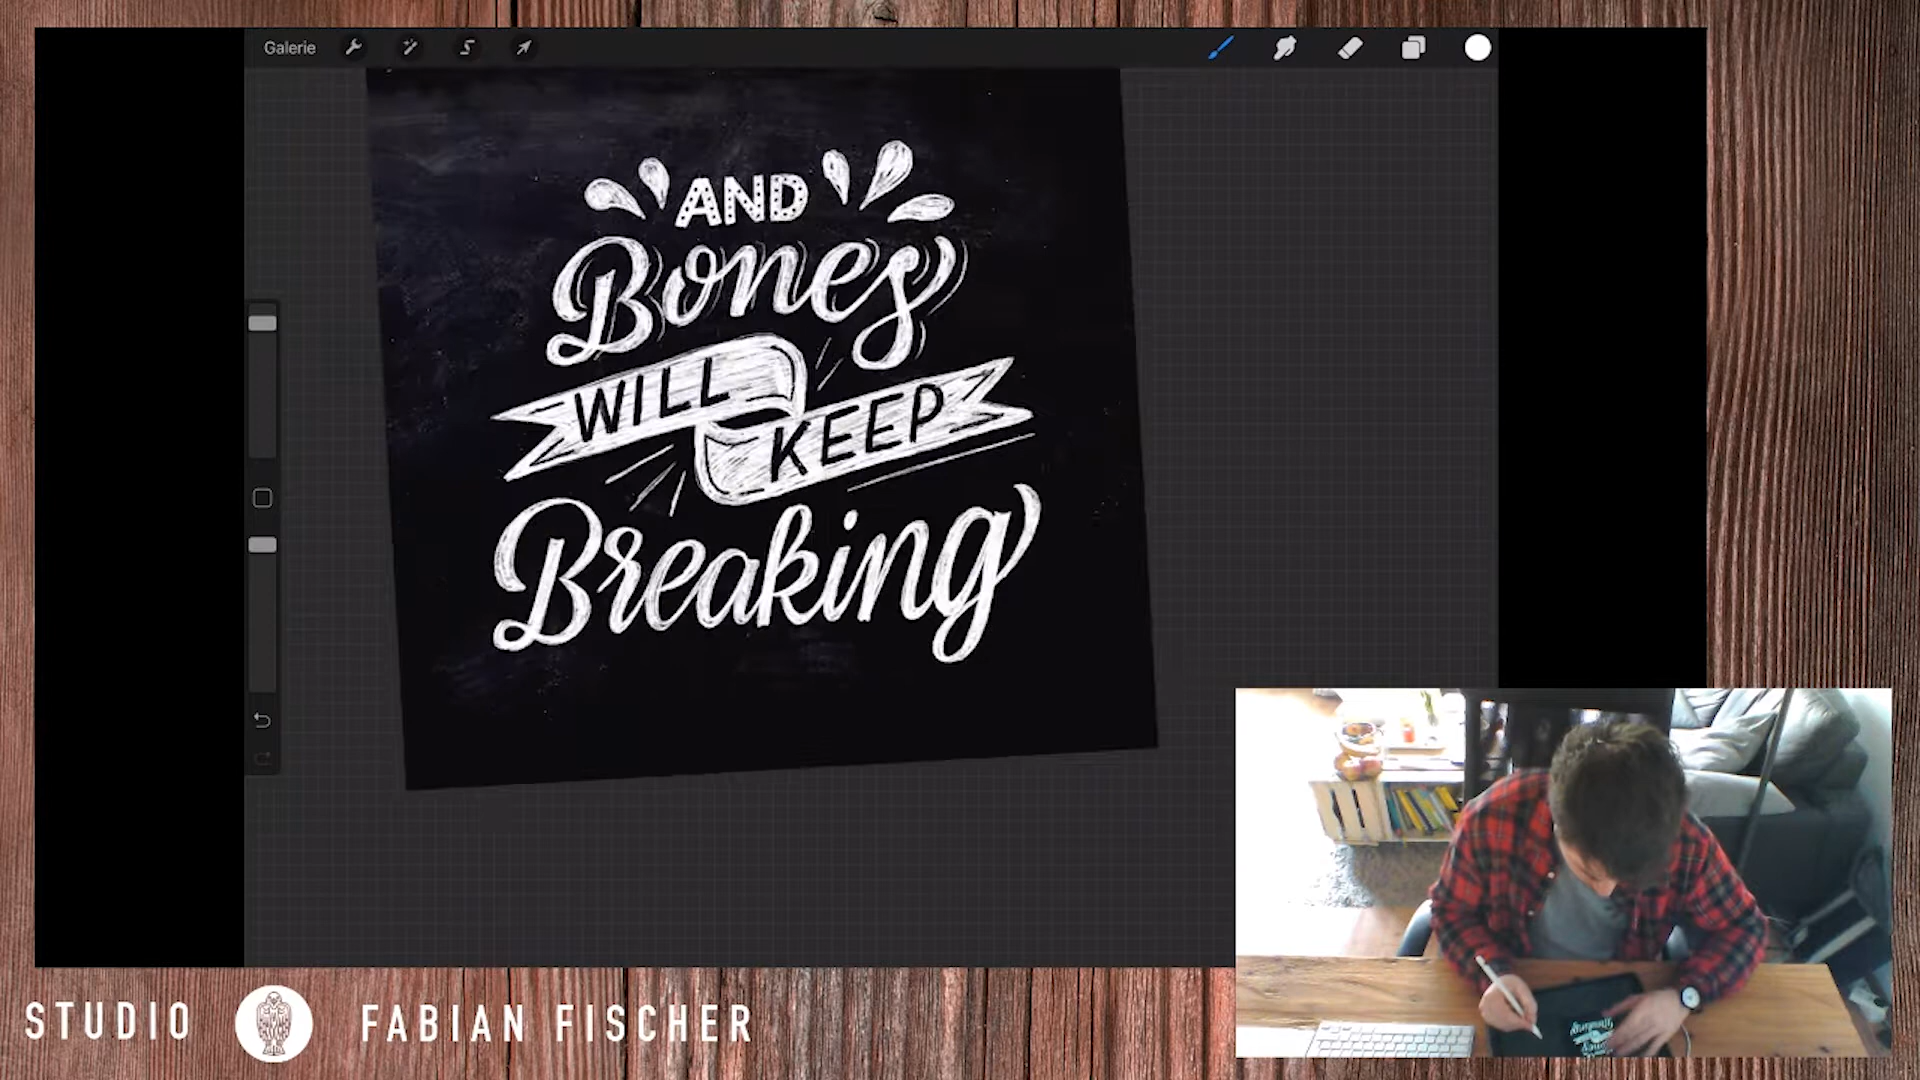 Galerie
AND
Bones
WILL
KEEP
Breaking
STUDIO FABIAN FISCHER